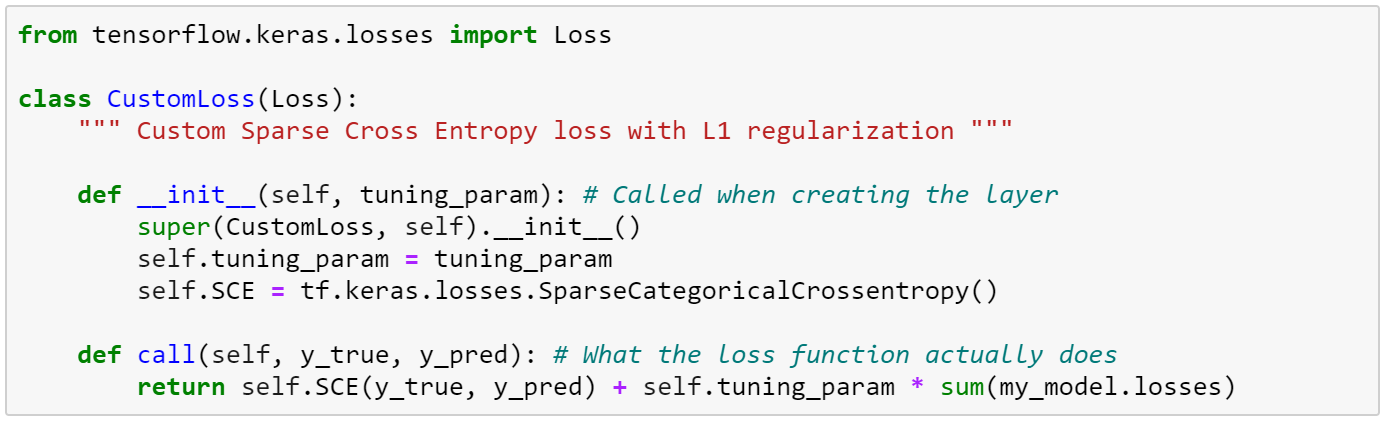 from tensorflow.keras.losses import Loss
class CustomLoss(Loss):
""" Custom Sparse Cross Entropy loss with L1 regularization """
def __init__(self, tuning_param): # Called when creating the layer
super(CustomLoss, self).__init__()
self.tuning_param = tuning_param
self.SCE = tf.keras.losses.SparseCategoricalCrossentropy()
def call(self, y_true, y_pred): # What the loss function actually does
return self.SCE(y_true, y_pred) + self.tuning_param * sum(my_model.losses)